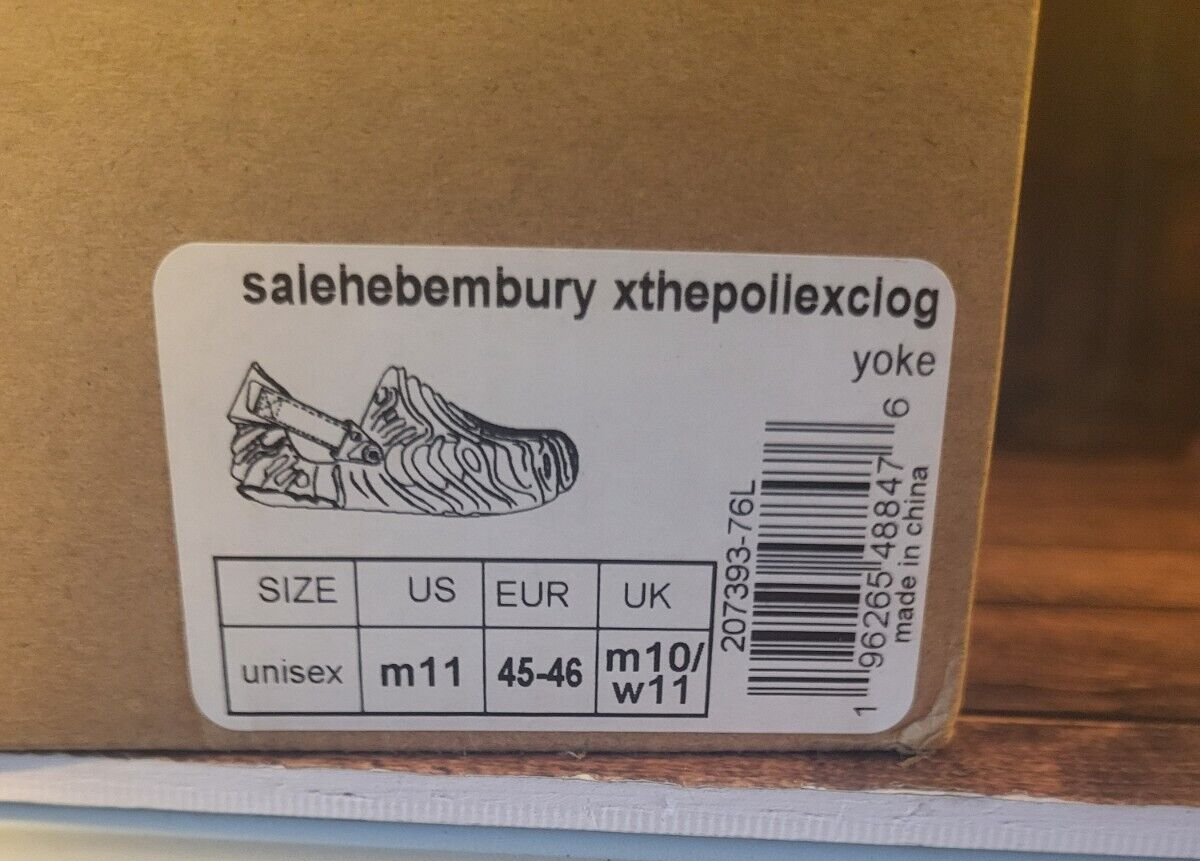 salehebembury xthepollexclog
yoke
SIZE US EUR UK
unisex m11 45-46 m10/
w11
207393-76L
1 96265 48847 6
made in china